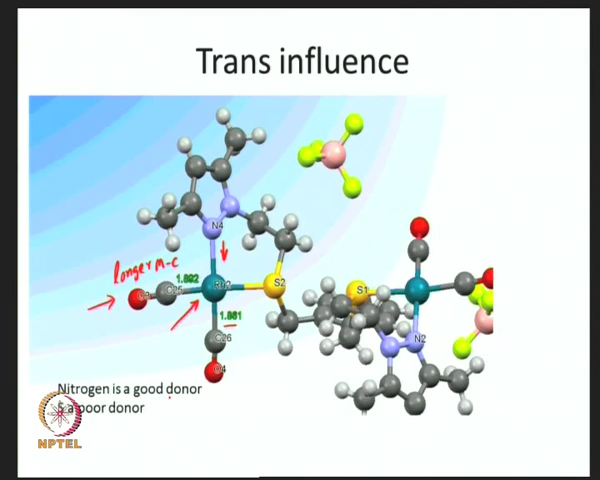 Trans influence
N4
longer M-C
1.892
S2
S1
C25
1.861
N2
C26
O4
Nitrogen is a good donor
S a poor donor
NPTEL